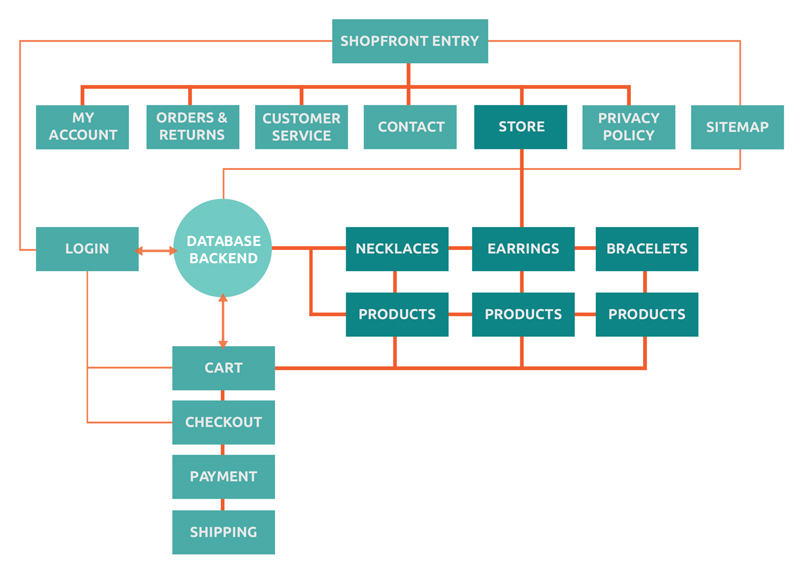 SHOPFRONT ENTRY
MY
ACCOUNT
ORDERS &
RETURNS
CUSTOMER
SERVICE
CONTACT
STORE
PRIVACY
POLICY
SITEMAP
LOGIN
DATABASE
BACKEND
NECKLACES
EARRINGS
BRACELETS
PRODUCTS
PRODUCTS
PRODUCTS
CART
CHECKOUT
PAYMENT
SHIPPING